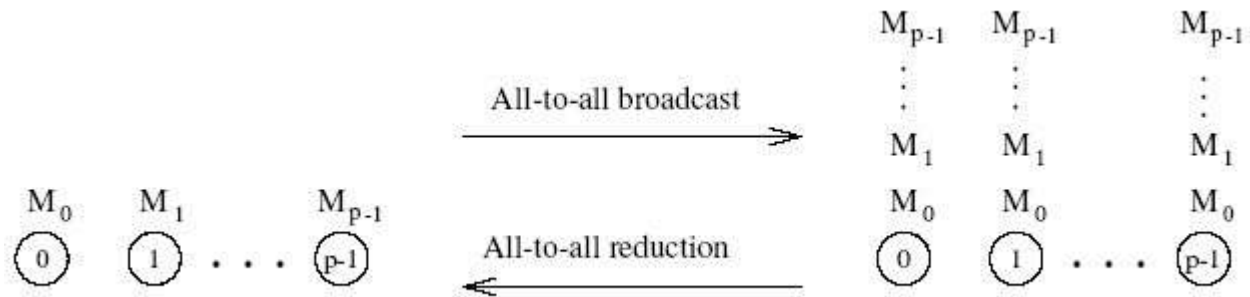 M_{p-1} M_{p-1} M_{p-1}
All-to-all broadcast
M_1 M_1 M_1
M_0 M_1 M_{p-1} M_0 M_0 M_0
0 1 . . . p-1 All-to-all reduction 0 1 . . . p-1